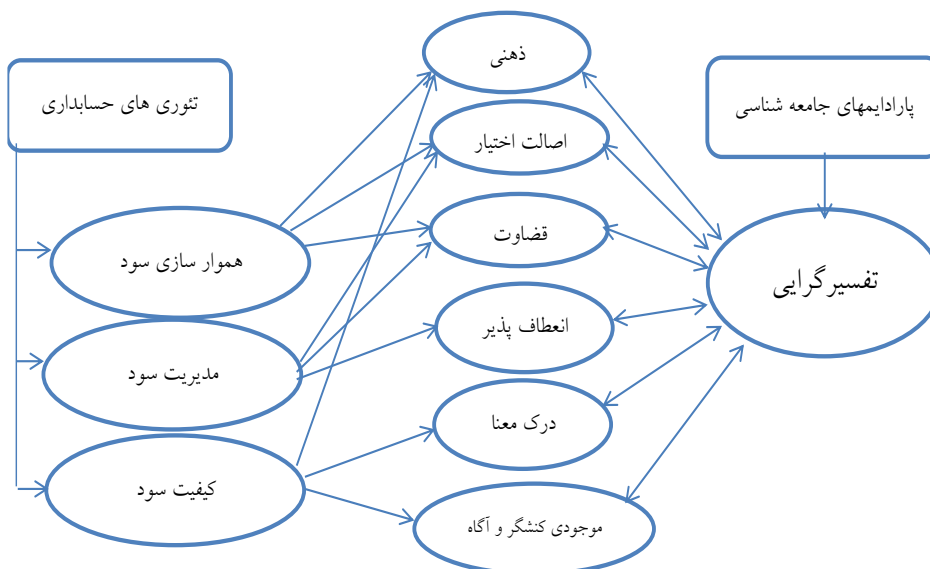 ذهنی
پارادایمهای جامعه شناسی
تئوری های حسابداری
اصالت اختیار
قضاوت
هموار سازی سود
تفسیرگرایی
انعطاف پذیر
مدیریت سود
درک معنا
کیفیت سود
موجودی کنشگر و آگاه